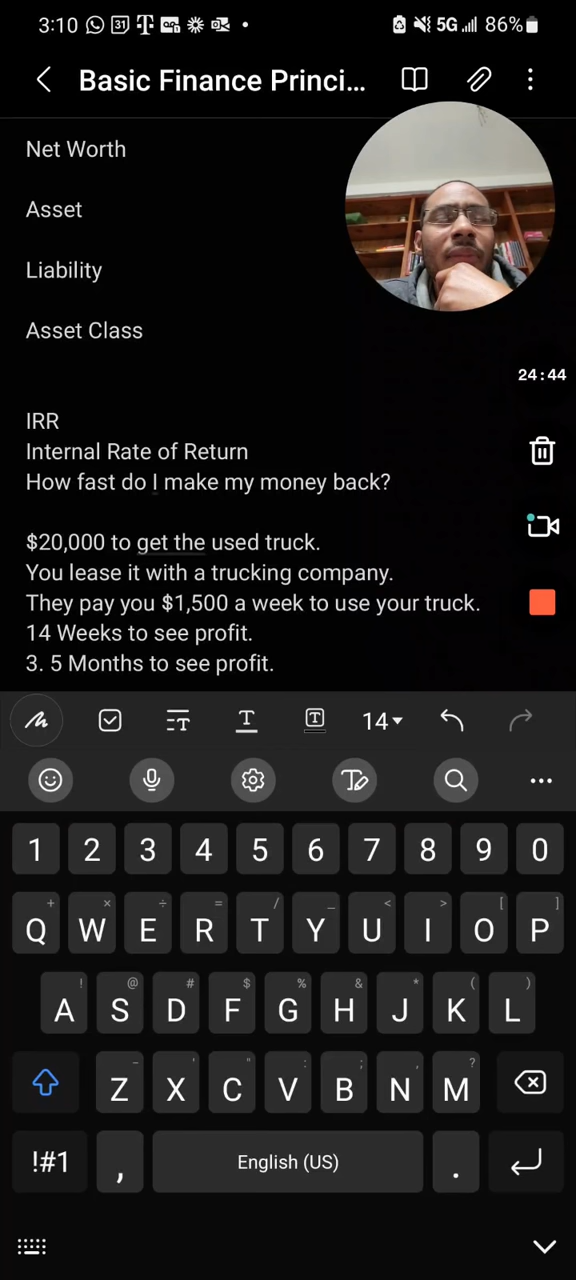 3:10 31 T 5G 86%
Basic Finance Princi...
Net Worth
Asset
Liability
Asset Class
24:44
IRR
Internal Rate of Return
How fast do I make my money back?
$20,000 to get the used truck.
You lease it with a trucking company.
They pay you $1,500 a week to use your truck.
14 Weeks to see profit.
3. 5 Months to see profit.
T T T 14
T
1 2 3 4 5 6 7 8 9 0
+ × ÷ = / _ < > [ ]
Q W E R T Y U I O P
! @ # $ % & * ( )
A S D F G H J K L
- ' " : ; , ?
Z X C V B N M
!#1 , English (US) .